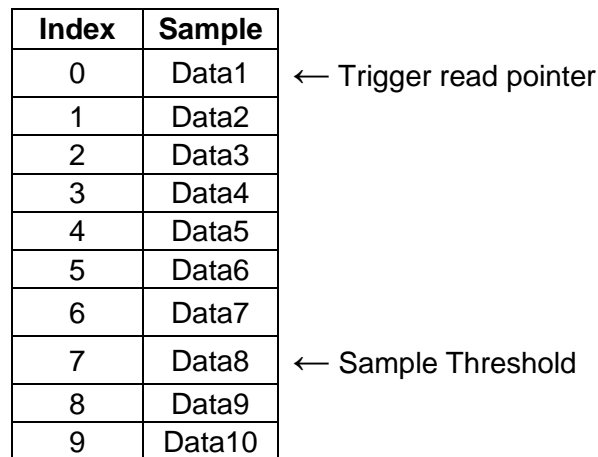 Index Sample
0 Data1 ← Trigger read pointer
1 Data2
2 Data3
3 Data4
4 Data5
5 Data6
6 Data7
7 Data8 ← Sample Threshold
8 Data9
9 Data10